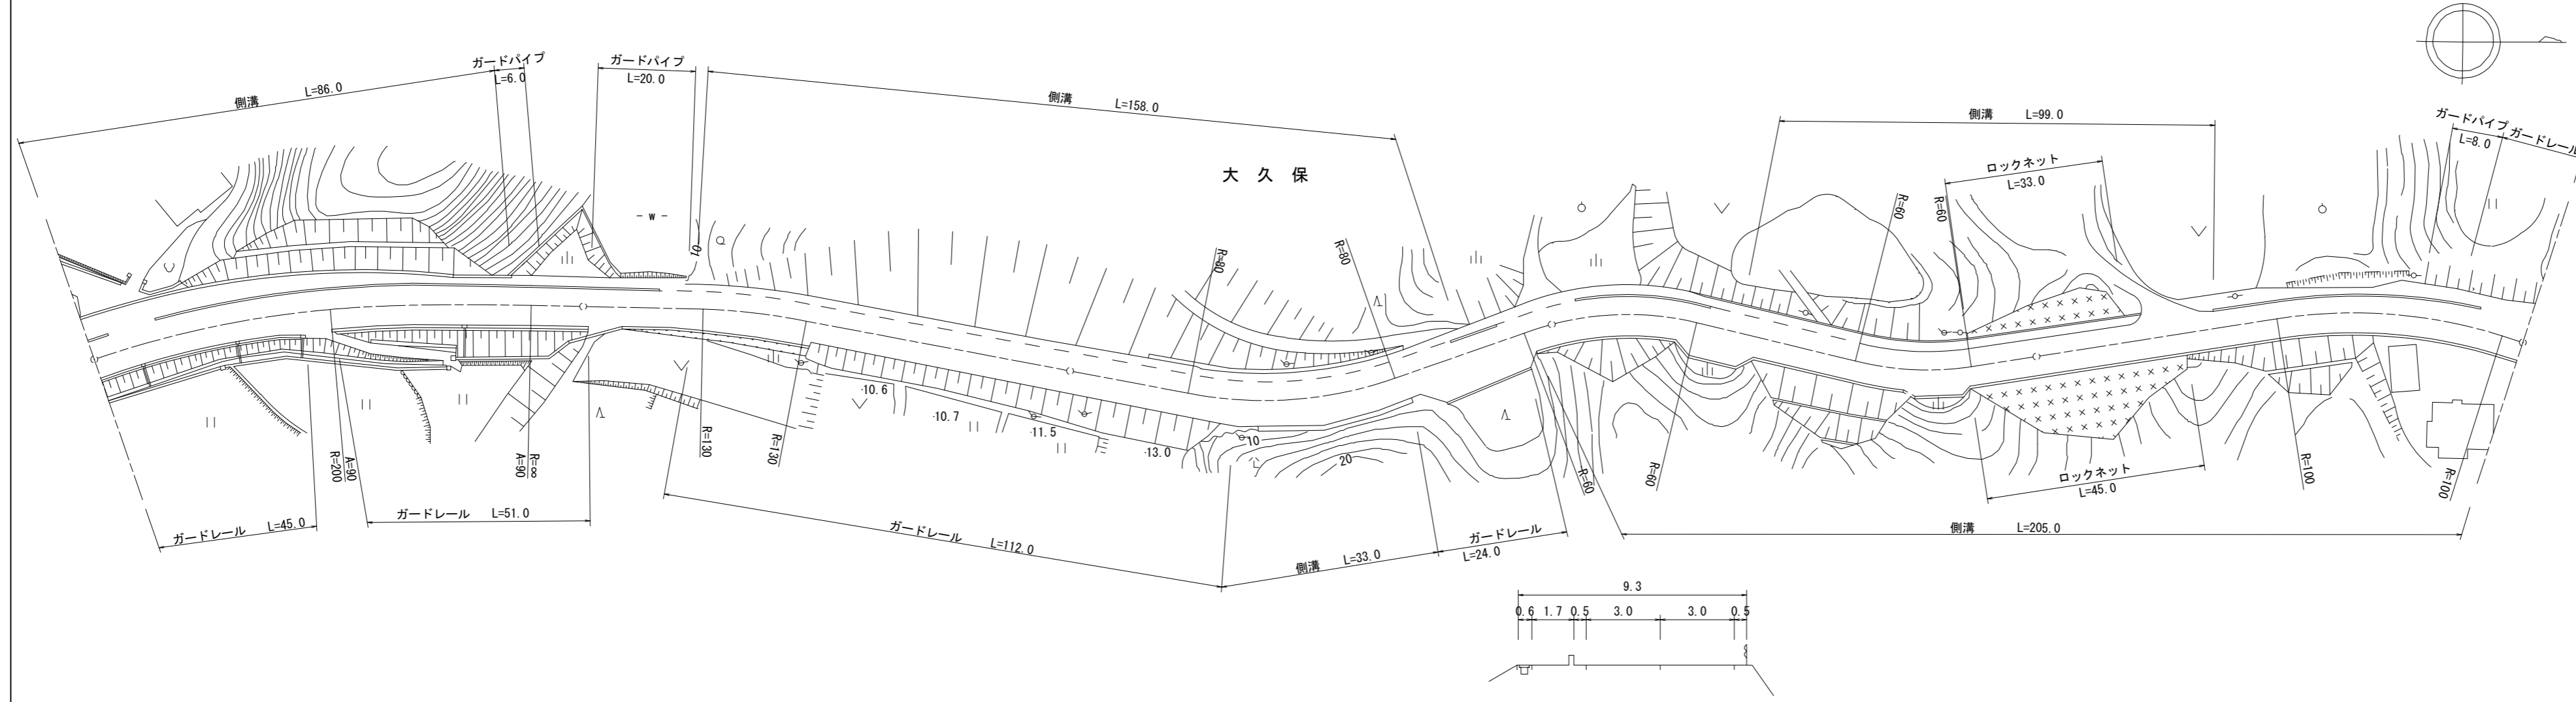 側溝 L=86.0
ガードパイプ
L=6.0
ガードパイプ
L=20.0
側溝 L=158.0
大久保
側溝 L=99.0
ロックネット
L=33.0
ガードパイプ
L=8.0
ガードレール
- w -
10
R=80
R=80
R=60
R=60
R=200
A=90
A=90
R=∞
R=130
R=130
·10.6
·10.7
·11.5
·13.0
10
20
R=60
R=60
R=100
R=100
ロックネット
L=45.0
ガードレール L=45.0
ガードレール L=51.0
ガードレール L=112.0
側溝 L=33.0
ガードレール
L=24.0
側溝 L=205.0
9.3
0.6 1.7 0.5 3.0 3.0 0.5